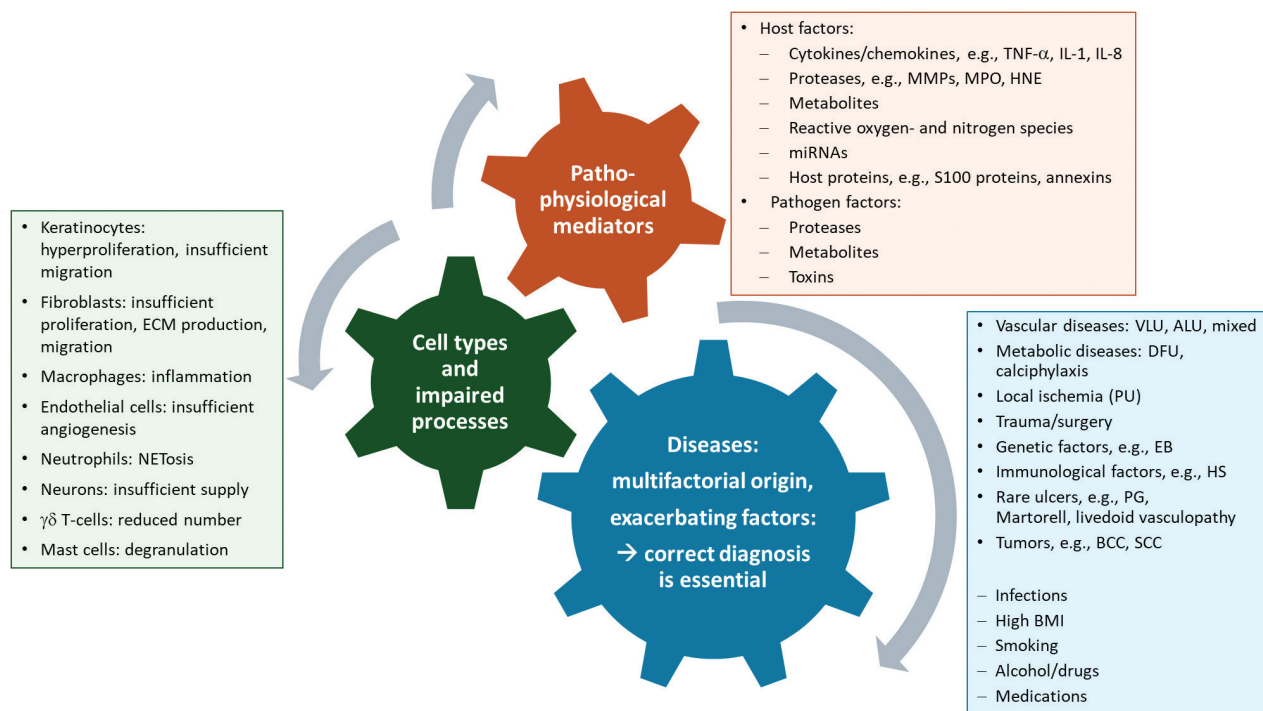 • Host factors:
– Cytokines/chemokines, e.g., TNF-α, IL-1, IL-8
– Proteases, e.g., MMPs, MPO, HNE
– Metabolites
– Reactive oxygen- and nitrogen species
– miRNAs
– Host proteins, e.g., S100 proteins, annexins
• Pathogen factors:
– Proteases
– Metabolites
– Toxins
Patho-
physiological
mediators
• Keratinocytes:
hyperproliferation, insufficient
migration
• Fibroblasts: insufficient
proliferation, ECM production,
migration
• Macrophages: inflammation
• Endothelial cells: insufficient
angiogenesis
• Neutrophils: NETosis
• Neurons: insufficient supply
• γδ T-cells: reduced number
• Mast cells: degranulation
Cell types
and
impaired
processes
Diseases:
multifactorial origin,
exacerbating factors:
→ correct diagnosis
is essential
• Vascular diseases: VLU, ALU, mixed
• Metabolic diseases: DFU,
calciphylaxis
• Local ischemia (PU)
• Trauma/surgery
• Genetic factors, e.g., EB
• Immunological factors, e.g., HS
• Rare ulcers, e.g., PG,
Martorell, livedoid vasculopathy
• Tumors, e.g., BCC, SCC
– Infections
– High BMI
– Smoking
– Alcohol/drugs
– Medications